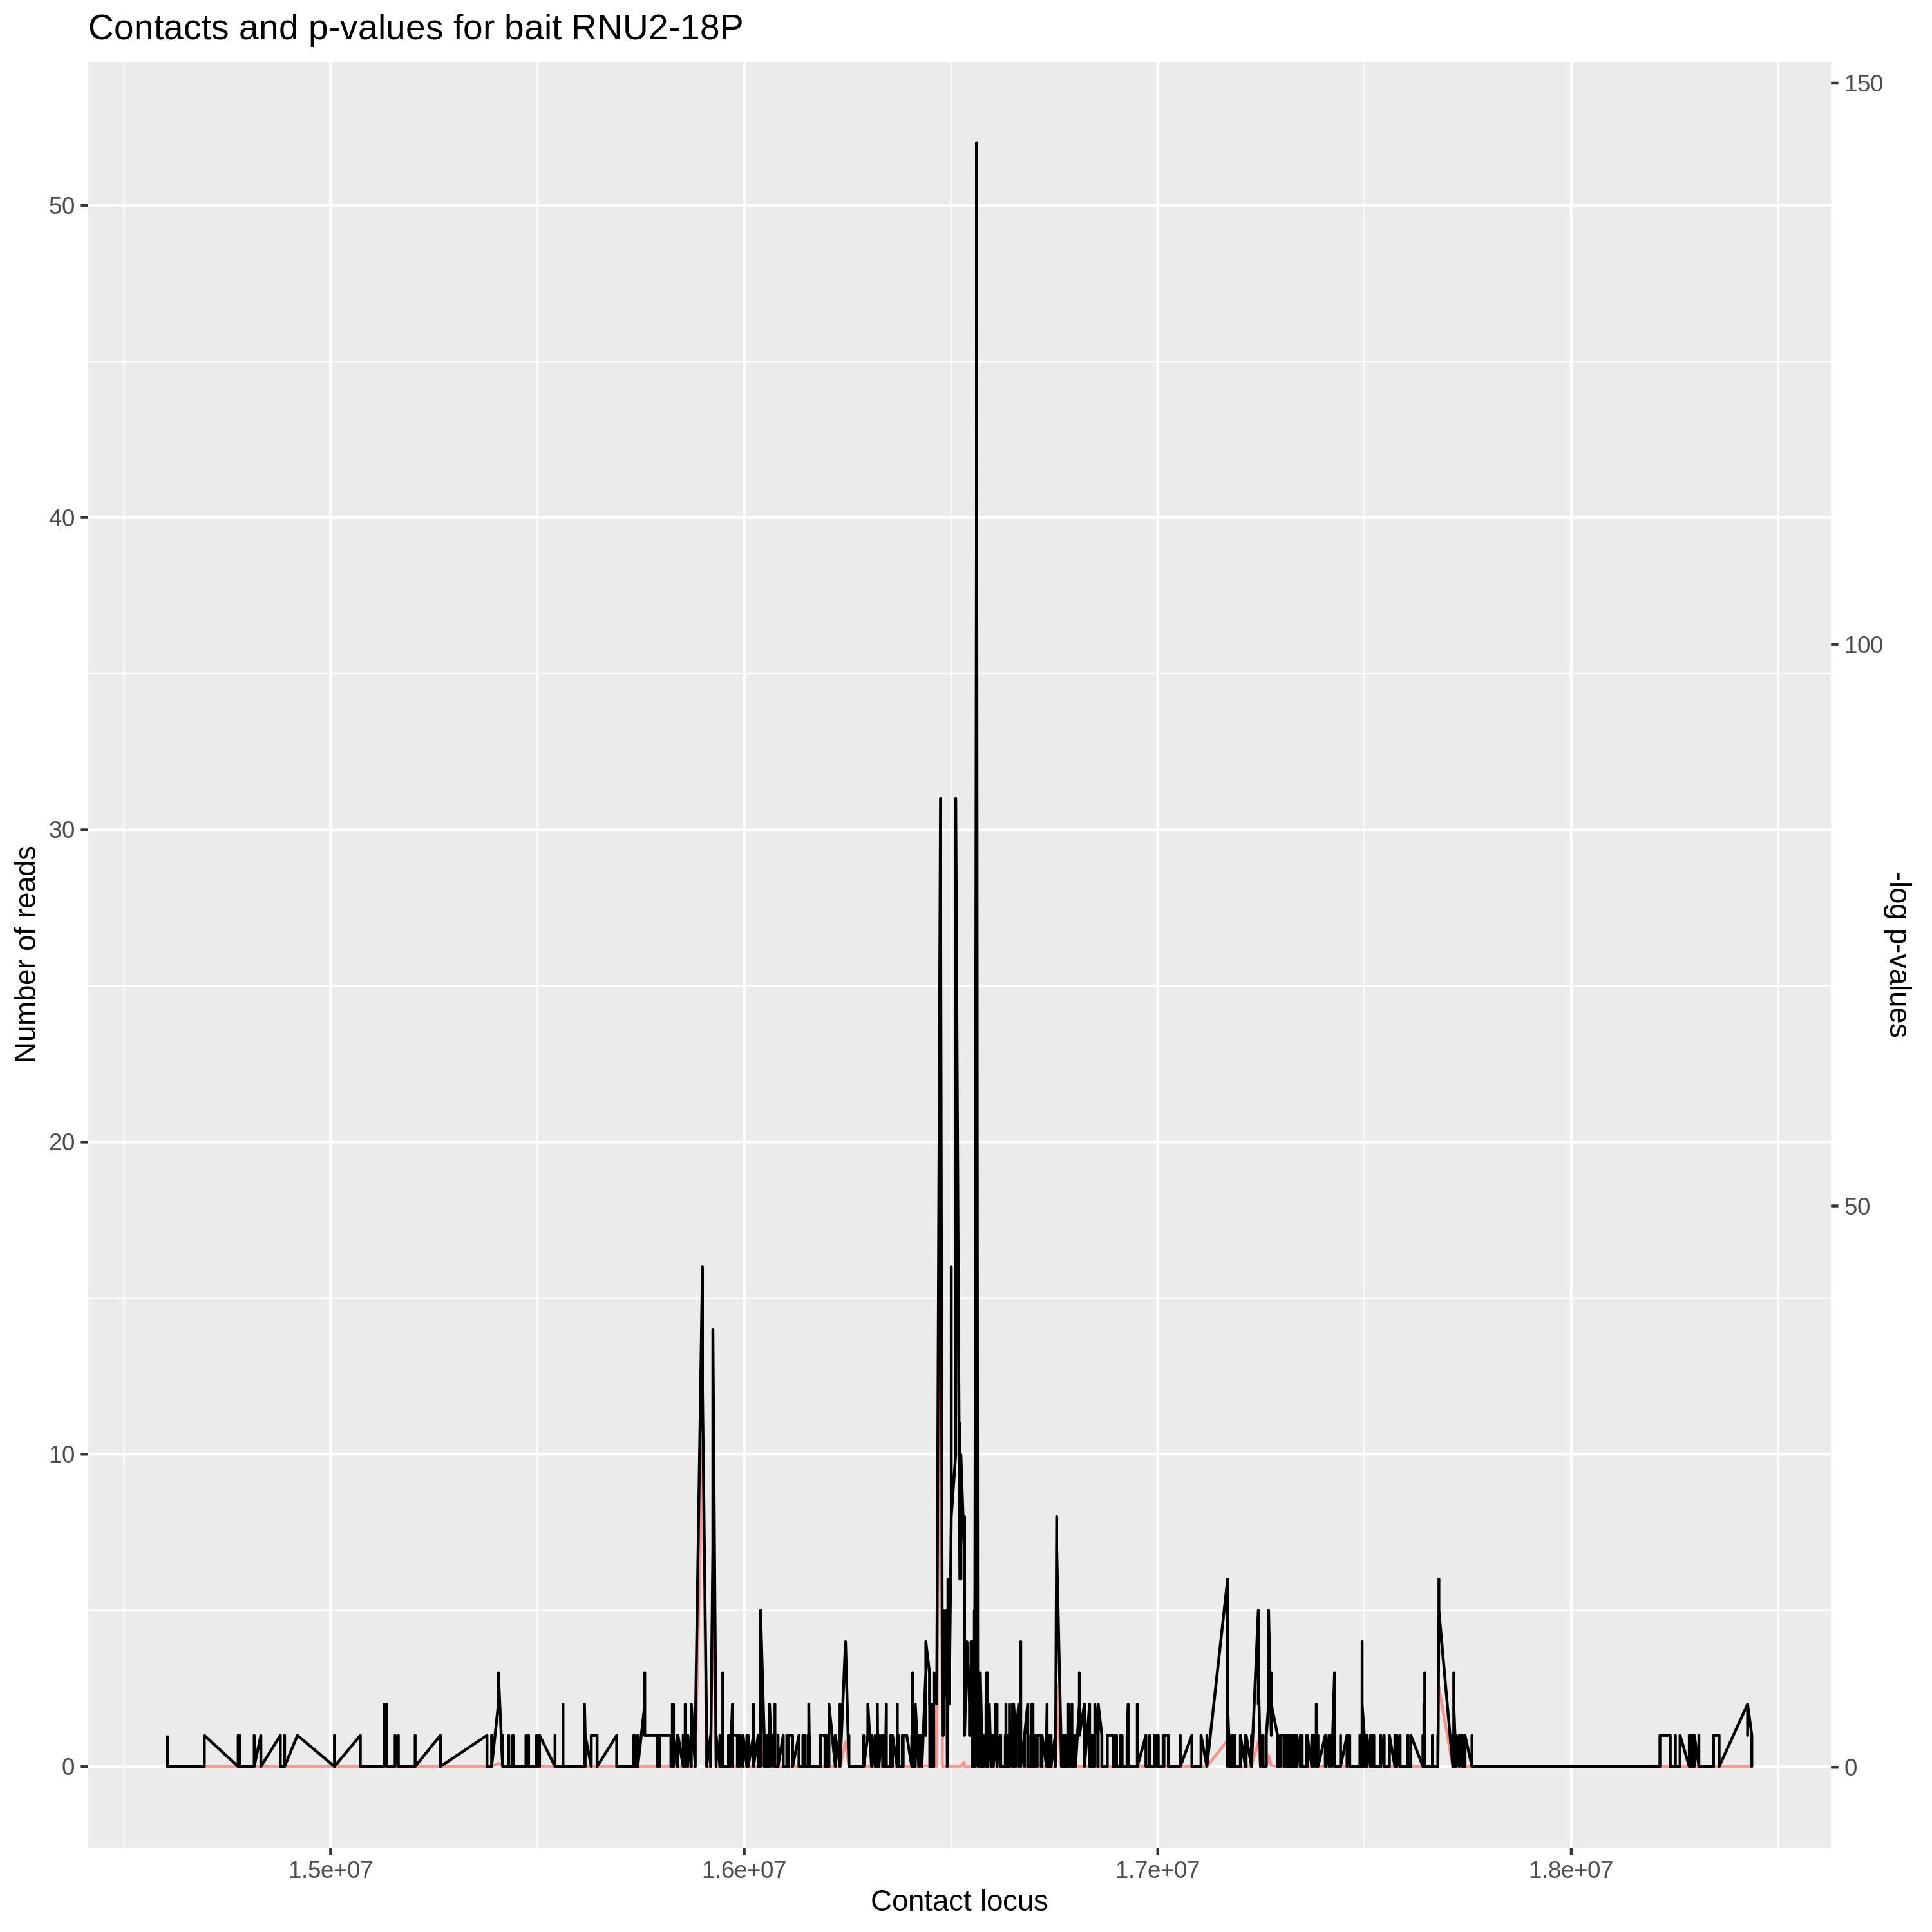 Contacts and p-values for bait RNU2-18P
150
50
40
100
30
Number of reads
-log p-values
20
50
10
0
0
1.5e+07
1.6e+07
1.7e+07
1.8e+07
Contact locus